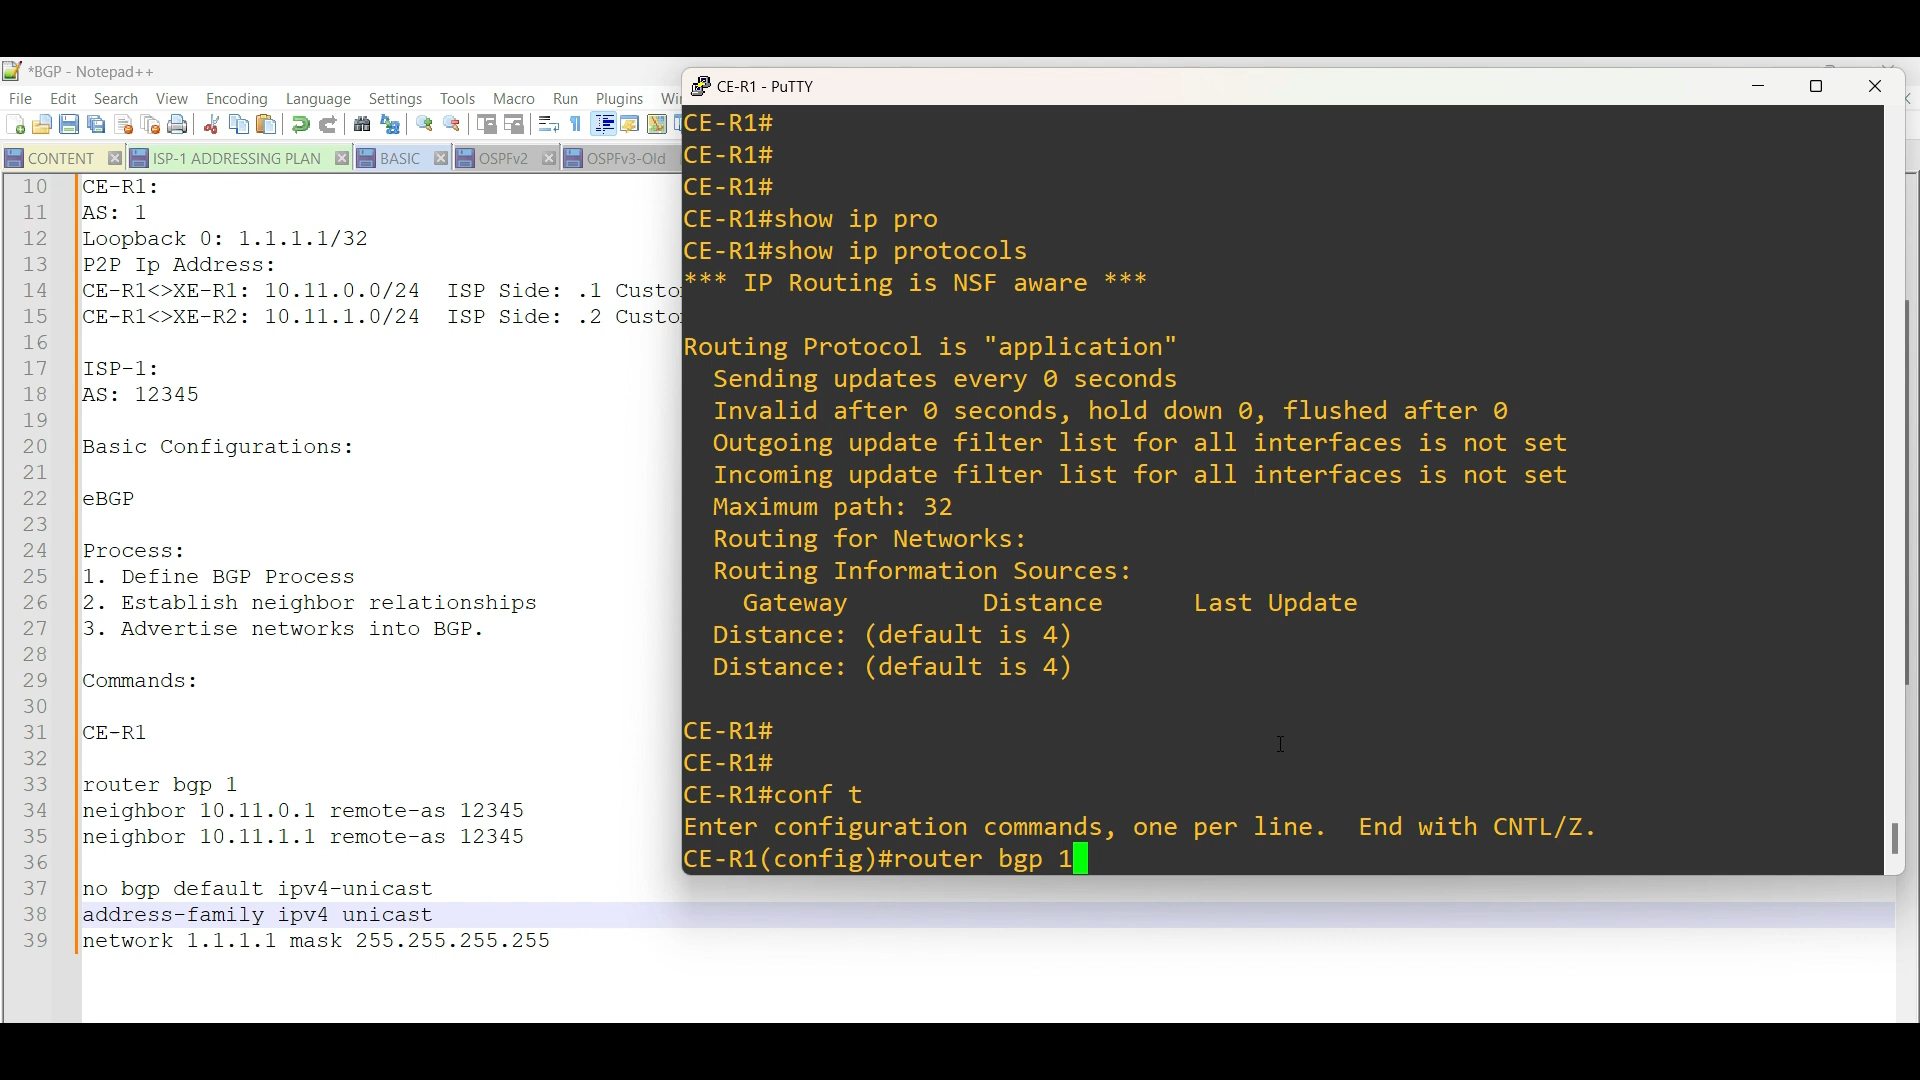 *BGP - Notepad++
File Edit Search View Encoding Language Settings Tools Macro Run Plugins
CONTENT ISP-1 ADDRESSING PLAN BASIC OSPFv2 OSPFv3-Old
10 CE-R1:
11 AS: 1
12 Loopback 0: 1.1.1.1/32
13 P2P Ip Address:
14 CE-R1<>XE-R1: 10.11.0.0/24 ISP Side: .1
15 CE-R1<>XE-R2: 10.11.1.0/24 ISP Side: .2
16
17 ISP-1:
18 AS: 12345
19
20 Basic Configurations:
21
22 eBGP
23
24 Process:
25 1. Define BGP Process
26 2. Establish neighbor relationships
27 3. Advertise networks into BGP.
28
29 Commands:
30
31 CE-R1
32
33 router bgp 1
34 neighbor 10.11.0.1 remote-as 12345
35 neighbor 10.11.1.1 remote-as 12345
36
37 no bgp default ipv4-unicast
38 address-family ipv4 unicast
39 network 1.1.1.1 mask 255.255.255.255
CE-R1 - PuTTY
CE-R1#
CE-R1#
CE-R1#
CE-R1#show ip pro
CE-R1#show ip protocols
*** IP Routing is NSF aware ***
Routing Protocol is "application"
Sending updates every 0 seconds
Invalid after 0 seconds, hold down 0, flushed after 0
Outgoing update filter list for all interfaces is not set
Incoming update filter list for all interfaces is not set
Maximum path: 32
Routing for Networks:
Routing Information Sources:
Gateway Distance Last Update
Distance: (default is 4)
Distance: (default is 4)
CE-R1#
CE-R1#
CE-R1#conf t
Enter configuration commands, one per line. End with CNTL/Z.
CE-R1(config)#router bgp 1